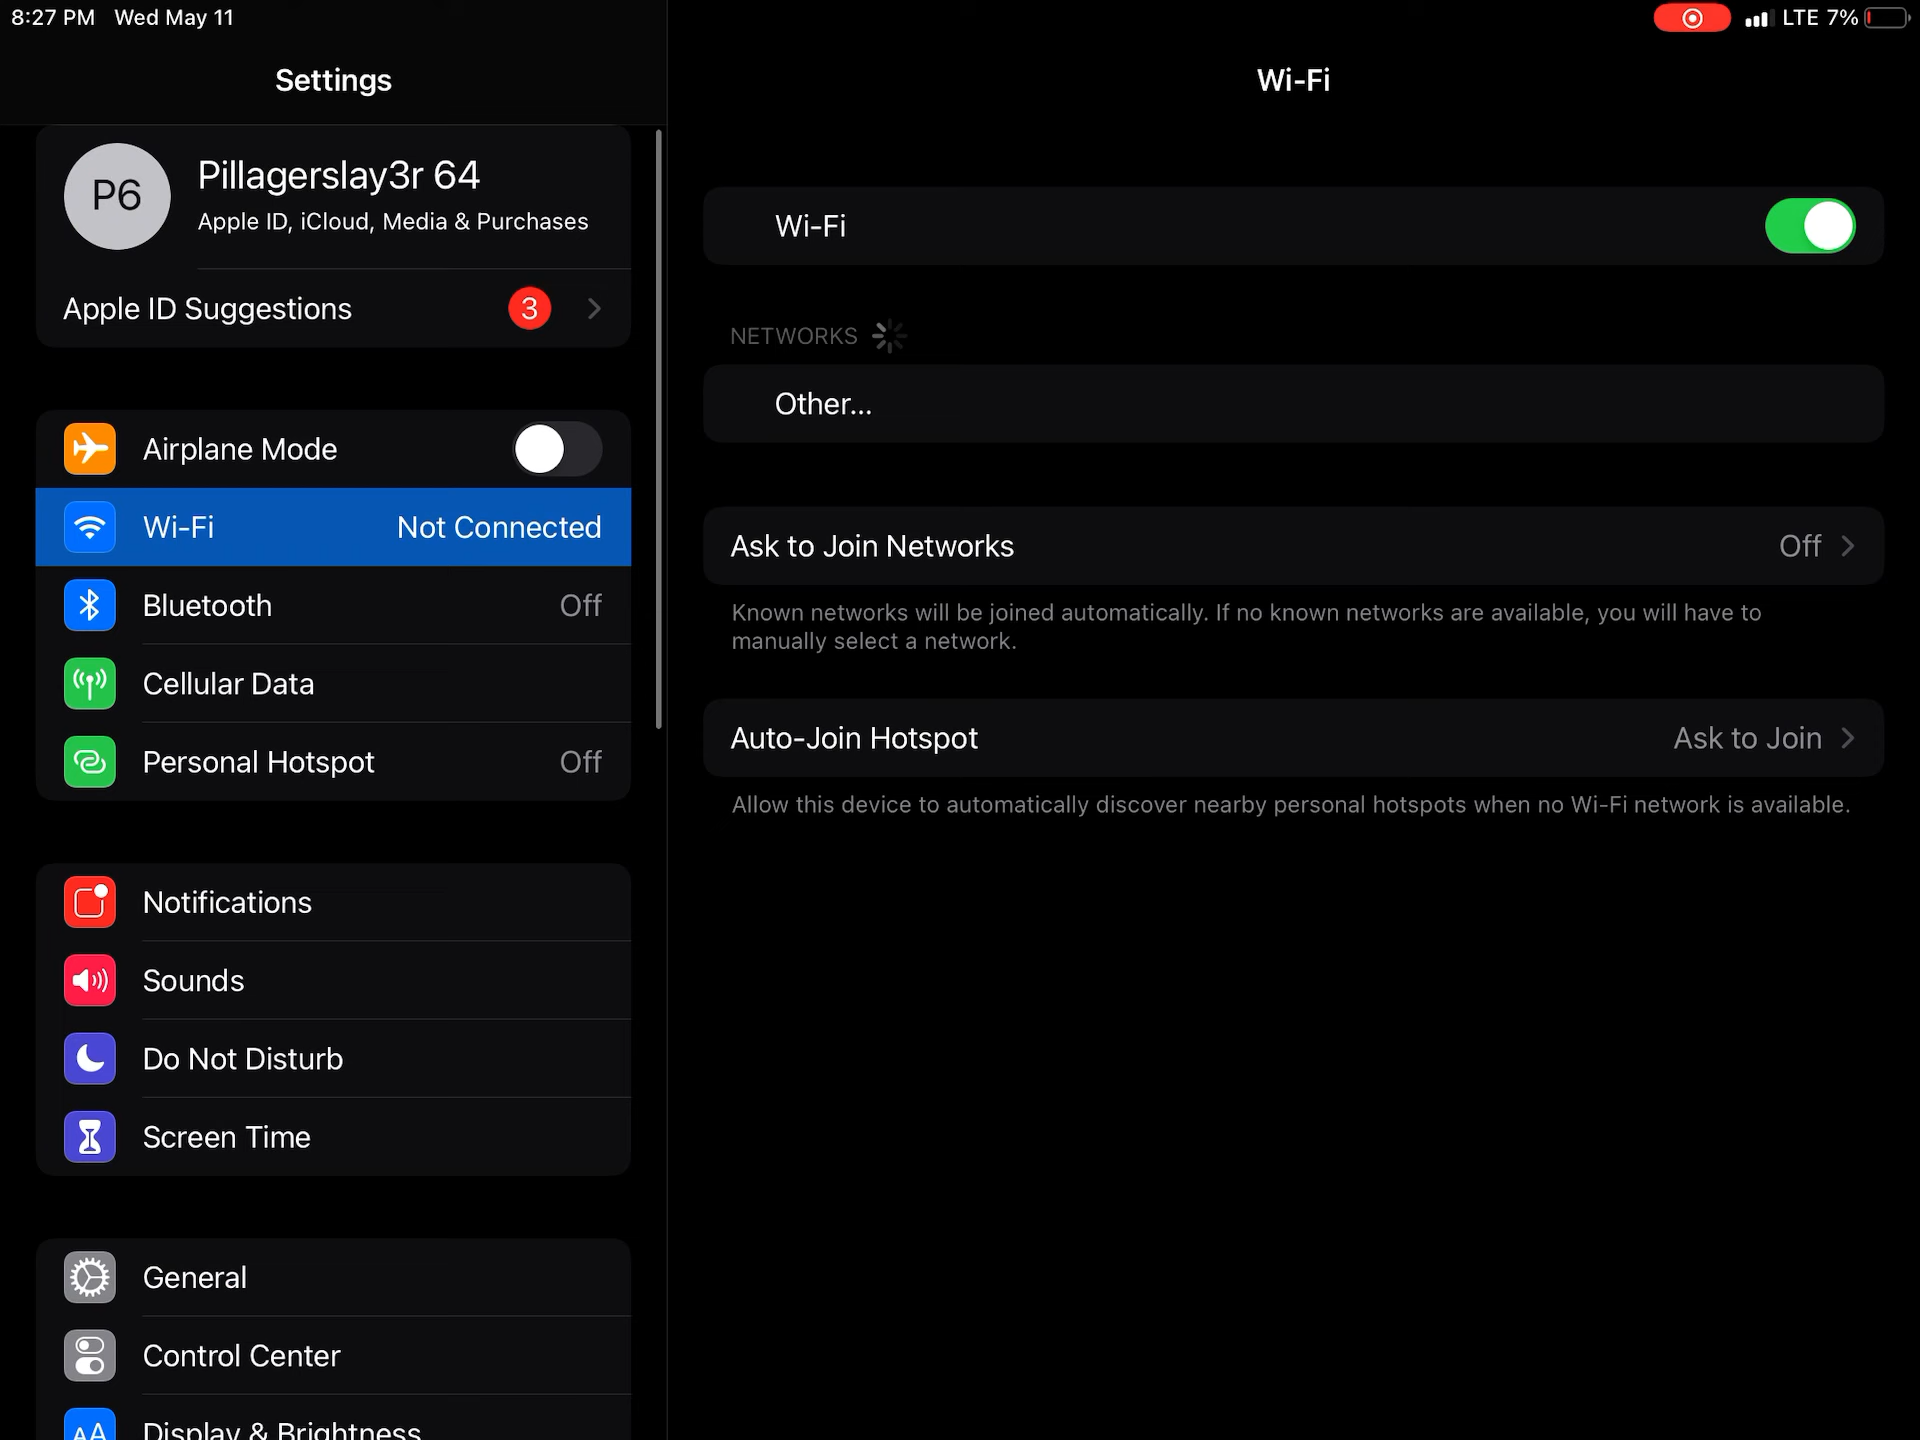 8:27 PM Wed May 11
LTE 7%
Settings
P6
Pillagerslay3r 64
Apple ID, iCloud, Media & Purchases
Apple ID Suggestions 3
Airplane Mode
Wi-Fi Not Connected
Bluetooth Off
Cellular Data
Personal Hotspot Off
Notifications
Sounds
Do Not Disturb
Screen Time
General
Control Center
AA Display & Brightness
Wi-Fi
Wi-Fi
NETWORKS
Other...
Ask to Join Networks Off
Known networks will be joined automatically. If no known networks are available, you will have to
manually select a network.
Auto-Join Hotspot Ask to Join
Allow this device to automatically discover nearby personal hotspots when no Wi-Fi network is available.